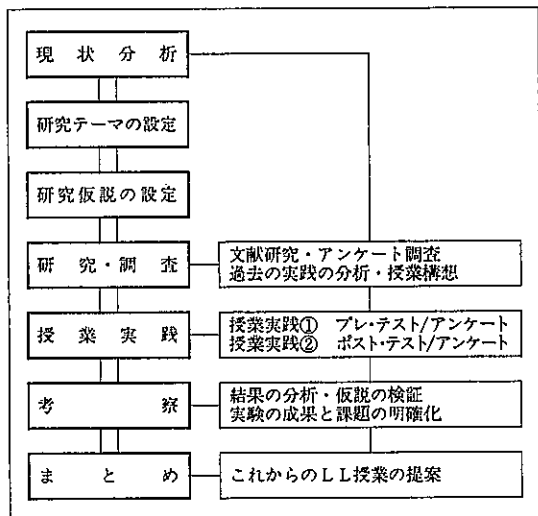 現状分析
研究テーマの設定
研究仮説の設定
研究・調査
文献研究・アンケート調査
過去の実践の分析・授業構想
授業実践
授業実践① プレ・テスト/アンケート
授業実践② ポスト・テスト/アンケート
考察
結果の分析・仮説の検証
実験の成果と課題の明確化
まとめ
これからのLL授業の提案